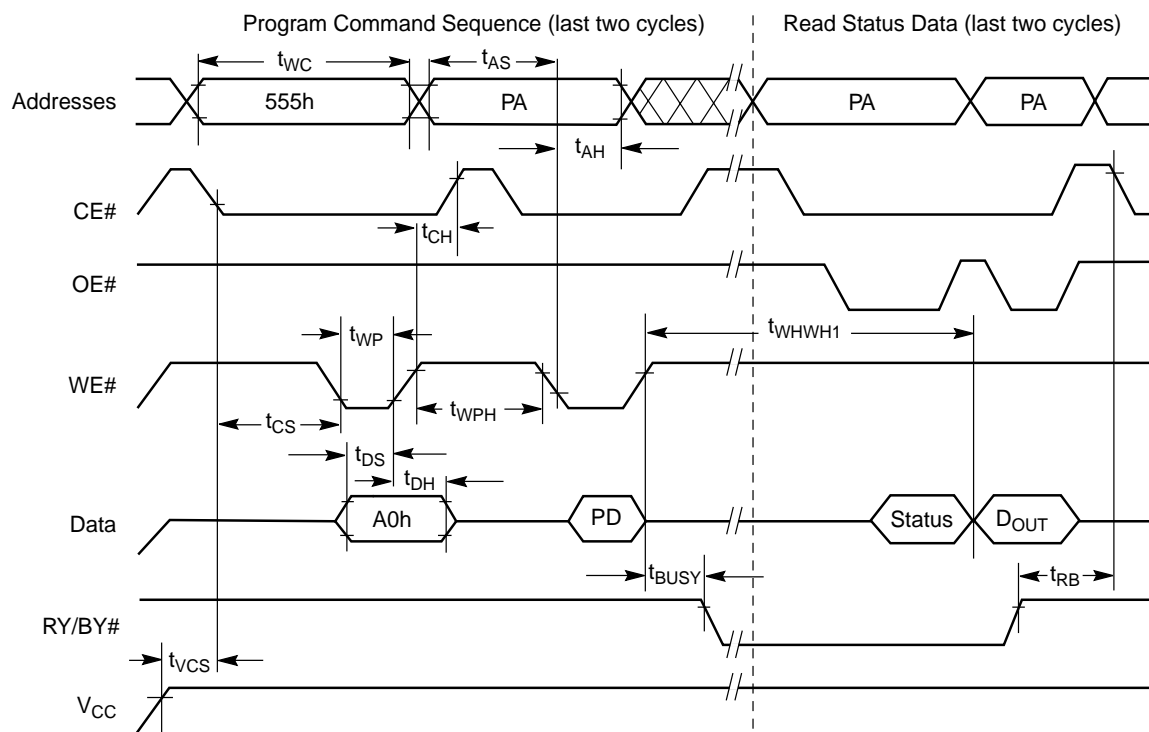 Program Command Sequence (last two cycles) Read Status Data (last two cycles)
tWC tAS
Addresses 555h PA PA PA
tAH
CE#
tCH
OE#
tWP tWHWH1
WE#
tCS tWPH
tDS
tDH
Data A0h PD Status DOUT
tBUSY tRB
RY/BY#
tVCS
VCC